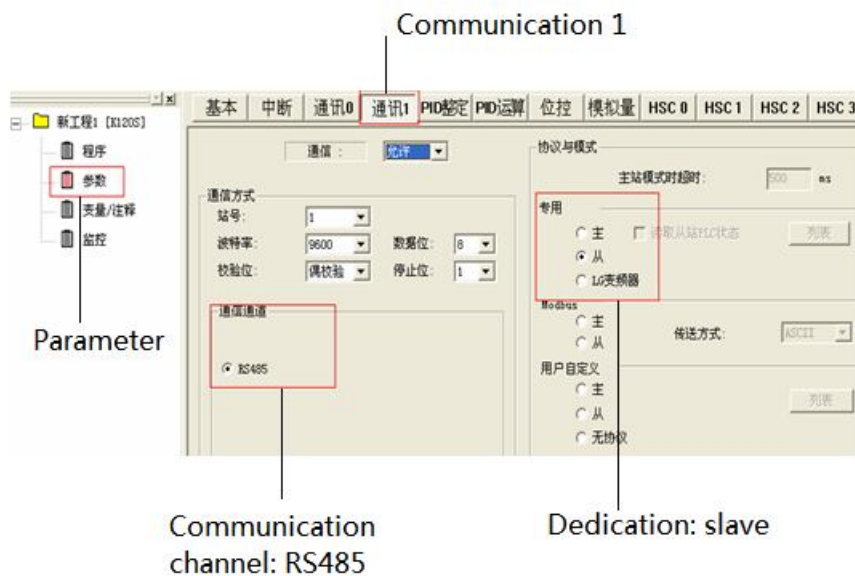 Communication 1
基本 中断 通讯0 通讯1 PID整定 PID运算 位控 模拟量 HSC 0 HSC 1 HSC 2 HSC 3
新工程1 [K120S]
程序
参数
变量/注释
监控
Parameter
通信 : 允许
通信方式
站号: 1
波特率: 9600 数据位: 8
校验位: 偶校验 停止位: 1
通信通道
RS485
协议与模式
主站模式时超时: 500 ms
专用
主 读取从站PLC状态 列表
从
LG变频器
Modbus
主
从
传送方式: ASCII
用户自定义
主
从
无协议
列表
Communication
channel: RS485
Dedication: slave